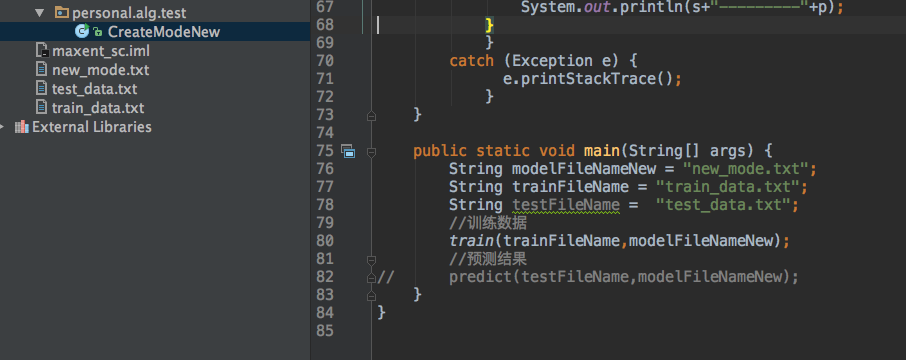 personal.alg.test
CreateModeNew
maxent_sc.iml
new_mode.txt
test_data.txt
train_data.txt
External Libraries
67 System.out.println(s+"---------"+p);
68 }
69 }
70 catch (Exception e) {
71 e.printStackTrace();
72 }
73 }
74
75 public static void main(String[] args) {
76 String modelFileNameNew = "new_mode.txt";
77 String trainFileName = "train_data.txt";
78 String testFileName =  "test_data.txt";
79 //训练数据
80 train(trainFileName,modelFileNameNew);
81 //预测结果
82 // predict(testFileName,modelFileNameNew);
83 }
84 }
85